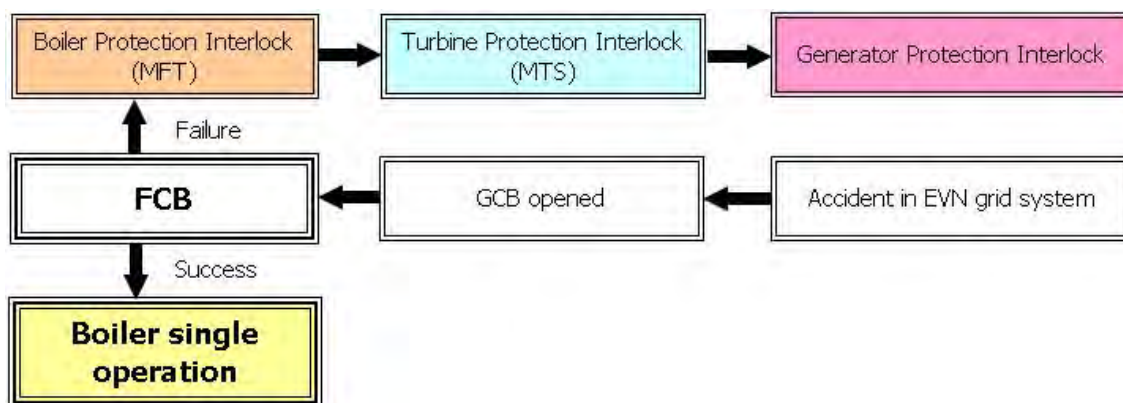 Boiler Protection Interlock
(MFT)
Turbine Protection Interlock
(MTS)
Generator Protection Interlock
Failure
FCB
GCB opened
Accident in EVN grid system
Success
Boiler single
operation